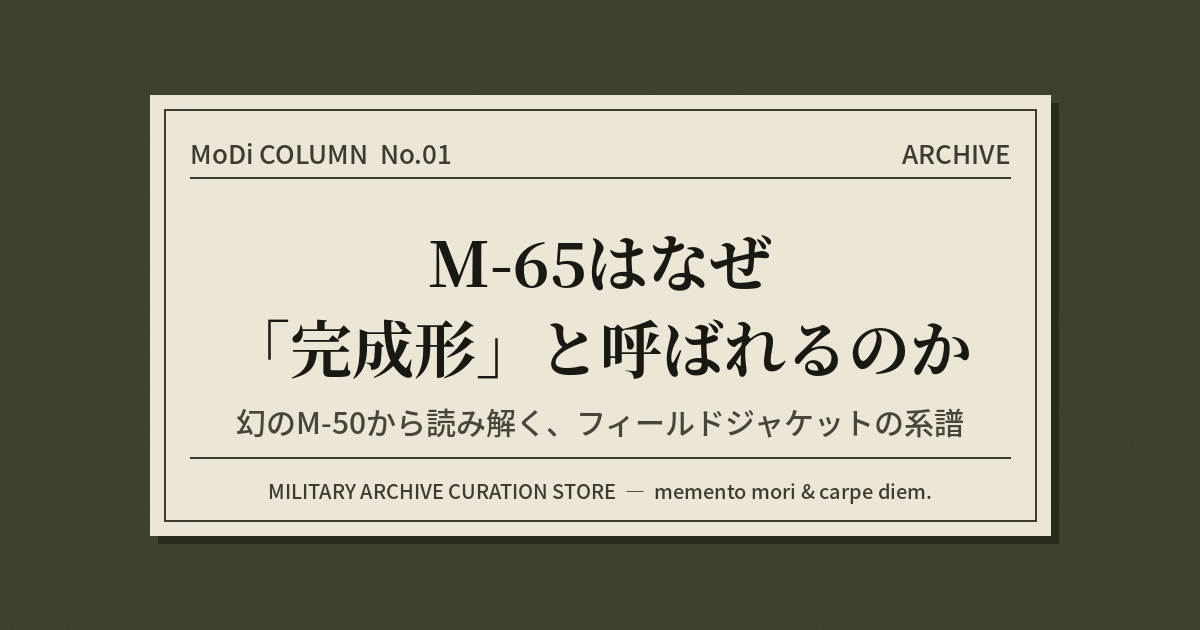 MoDi COLUMN No.01
ARCHIVE
M-65はなぜ
「完成形」と呼ばれるのか
幻のM-50から読み解く、フィールドジャケットの系譜
MILITARY ARCHIVE CURATION STORE — memento mori & carpe diem.